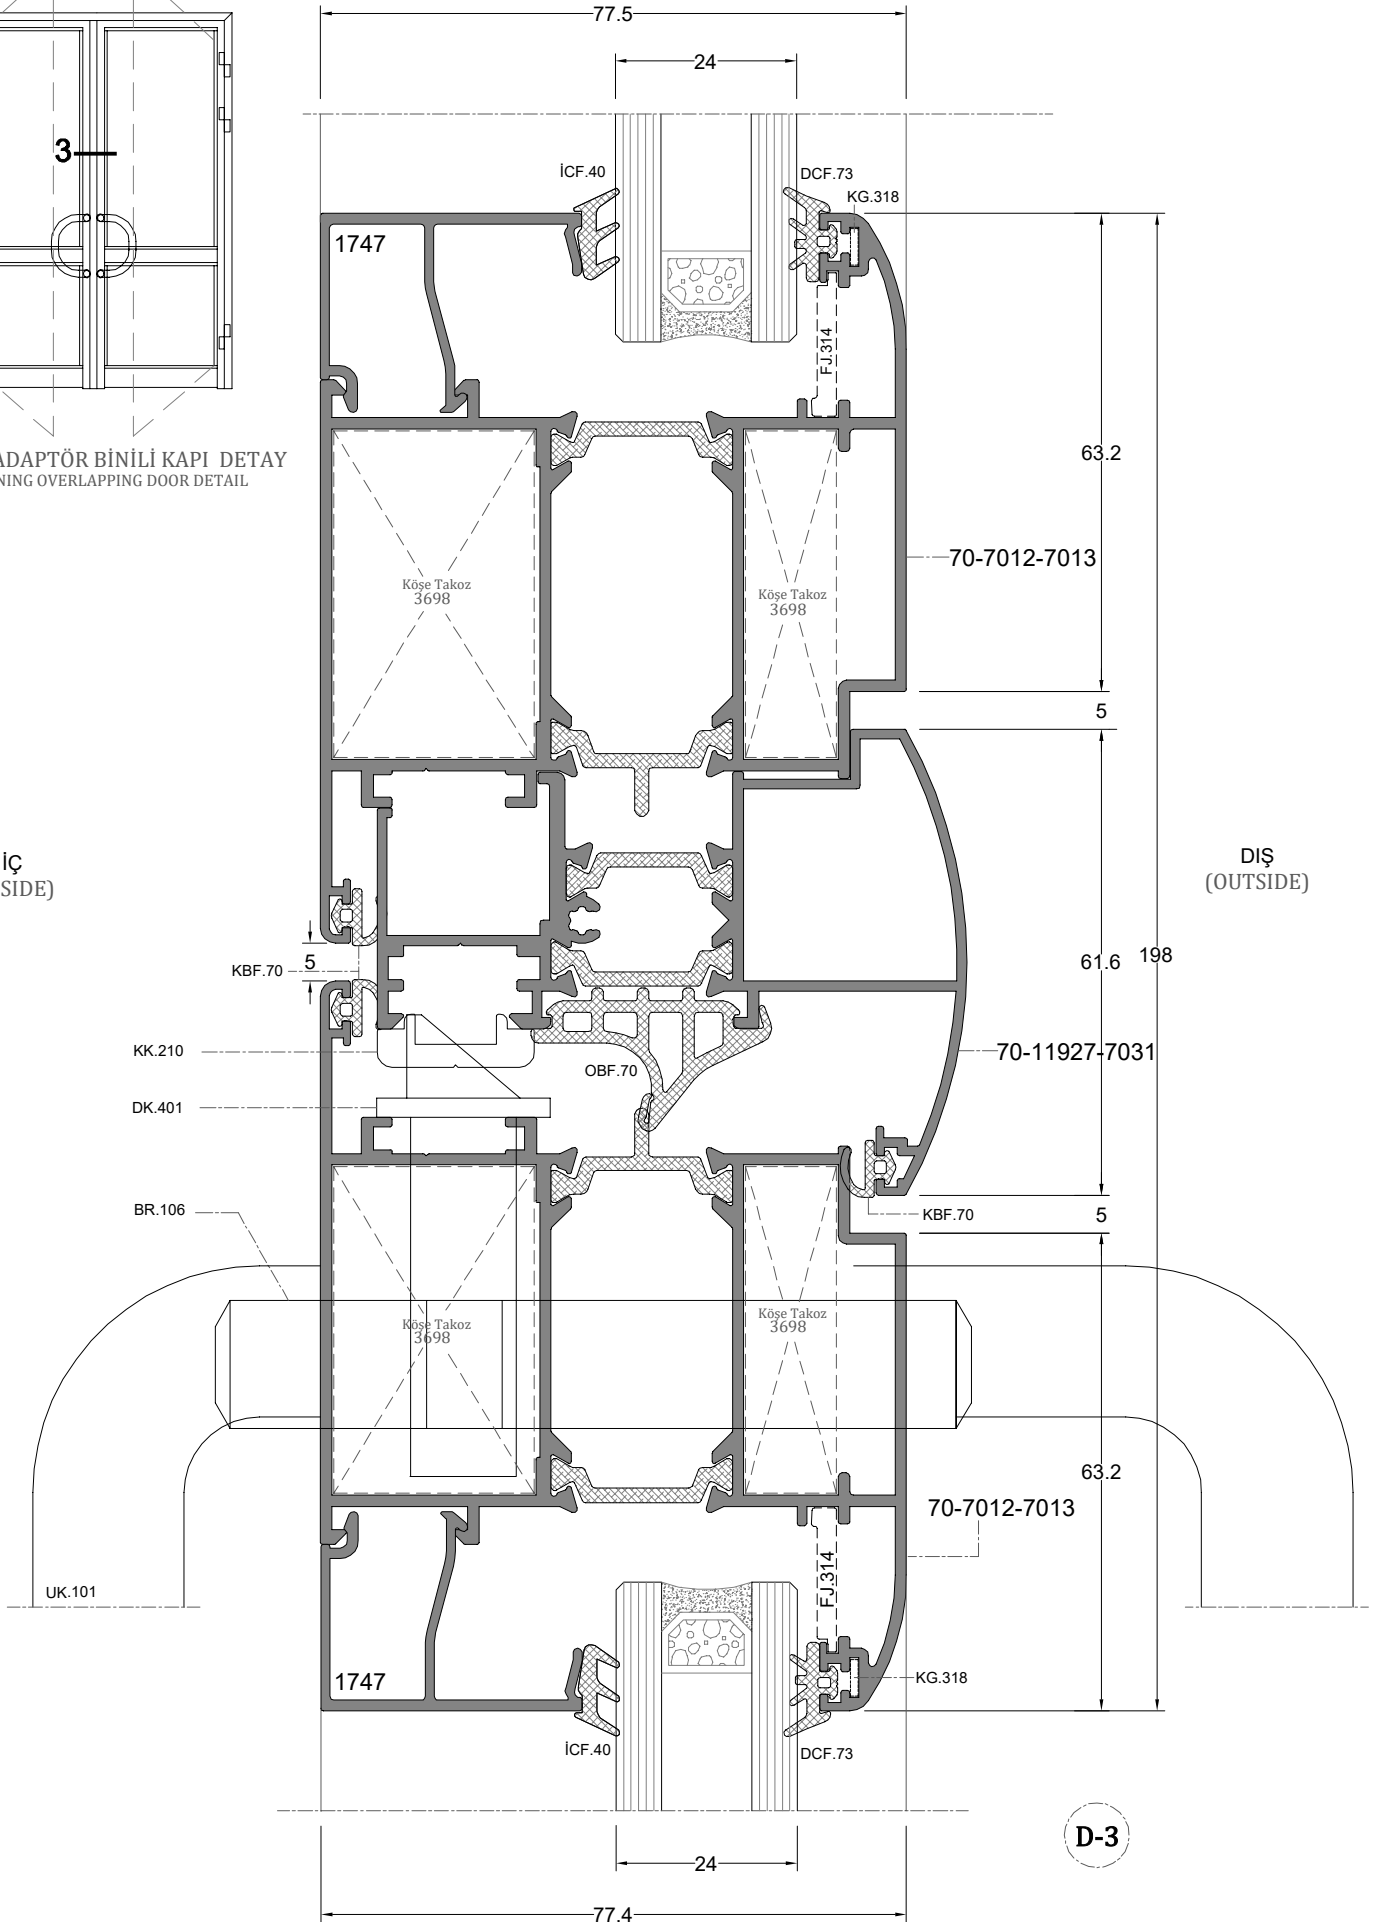 77.5
24
3
İCF.40
DCF.73
KG.318
1747
FJ.314
63.2
ADAPTÖR BİNİLİ KAPI DETAY
NING OVERLAPPING DOOR DETAIL
70-7012-7013
Köşe Takoz
3698
Köşe Takoz
3698
5
İÇ
SIDE)
DIŞ
(OUTSIDE)
61.6
198
KBF.70
5
KK.210
OBF.70
70-11927-7031
DK.401
BR.106
KBF.70
5
Köşe Takoz
3698
Köşe Takoz
3698
63.2
70-7012-7013
FJ.314
UK.101
1747
KG.318
İCF.40
DCF.73
D-3
24
77.4